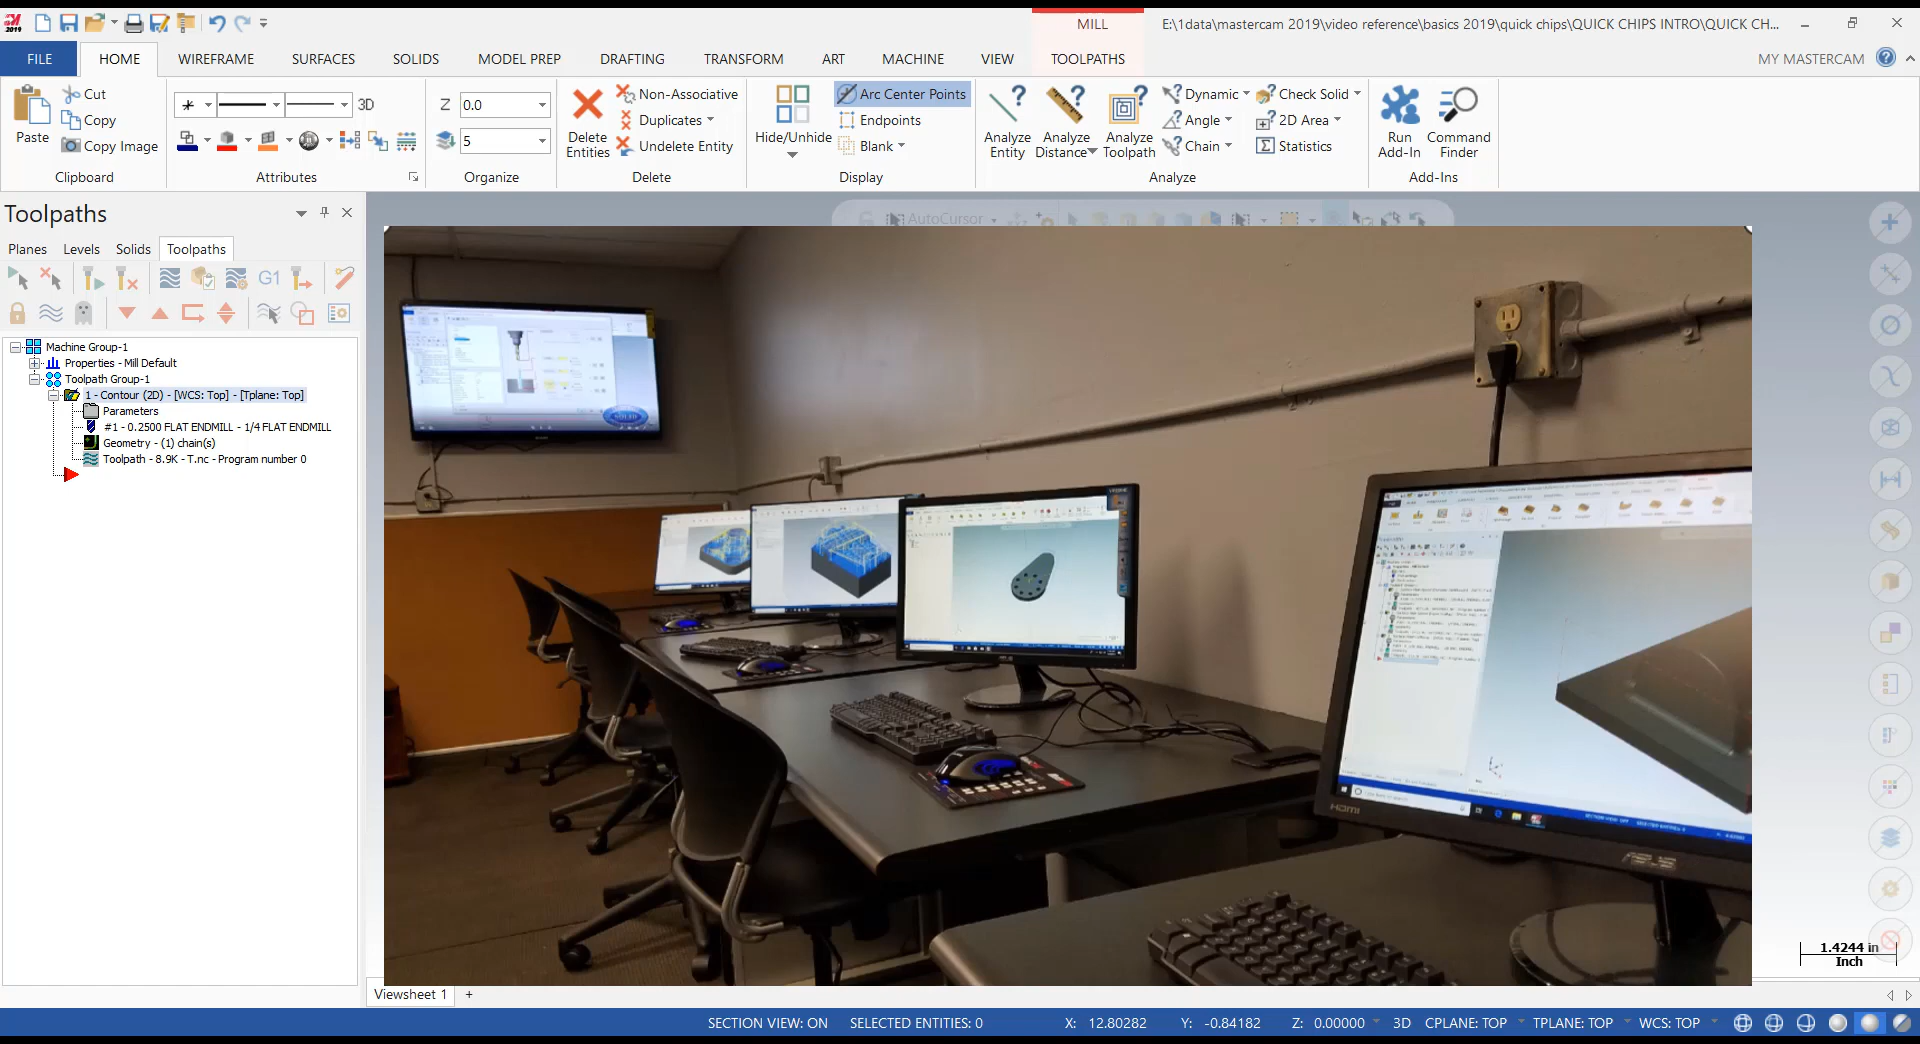 2019
MILL
E:\1data\mastercam 2019\video reference\basics 2019\quick chips\QUICK CHIPS INTRO\QUICK CH...
FILE HOME WIREFRAME SURFACES SOLIDS MODEL PREP DRAFTING TRANSFORM ART MACHINE VIEW TOOLPATHS MY MASTERCAM
Paste
Cut
Copy
Copy Image
Clipboard
3D
Attributes
Z 0.0
5
Organize
Delete
Entities
Non-Associative
Duplicates
Undelete Entity
Delete
Hide/Unhide
Arc Center Points
Endpoints
Blank
Display
Analyze
Entity
Analyze
Distance
Analyze
Toolpath
Dynamic
Angle
Chain
Check Solid
2D Area
Statistics
Analyze
Run
Add-In
Command
Finder
Add-Ins
Toolpaths
Planes Levels Solids Toolpaths
G1
Machine Group-1
Properties - Mill Default
Toolpath Group-1
1 - Contour (2D) - [WCS: Top] - [Tplane: Top]
Parameters
#1 - 0.2500 FLAT ENDMILL - 1/4 FLAT ENDMILL
Geometry - (1) chain(s)
Toolpath - 8.9K - T.nc - Program number 0
AutoCursor
HDMI
ASUS
1.4244 in
Inch
Viewsheet 1 +
SECTION VIEW: ON SELECTED ENTITIES: 0 X: 12.80282 Y: -0.84182 Z: 0.00000 3D CPLANE: TOP TPLANE: TOP WCS: TOP